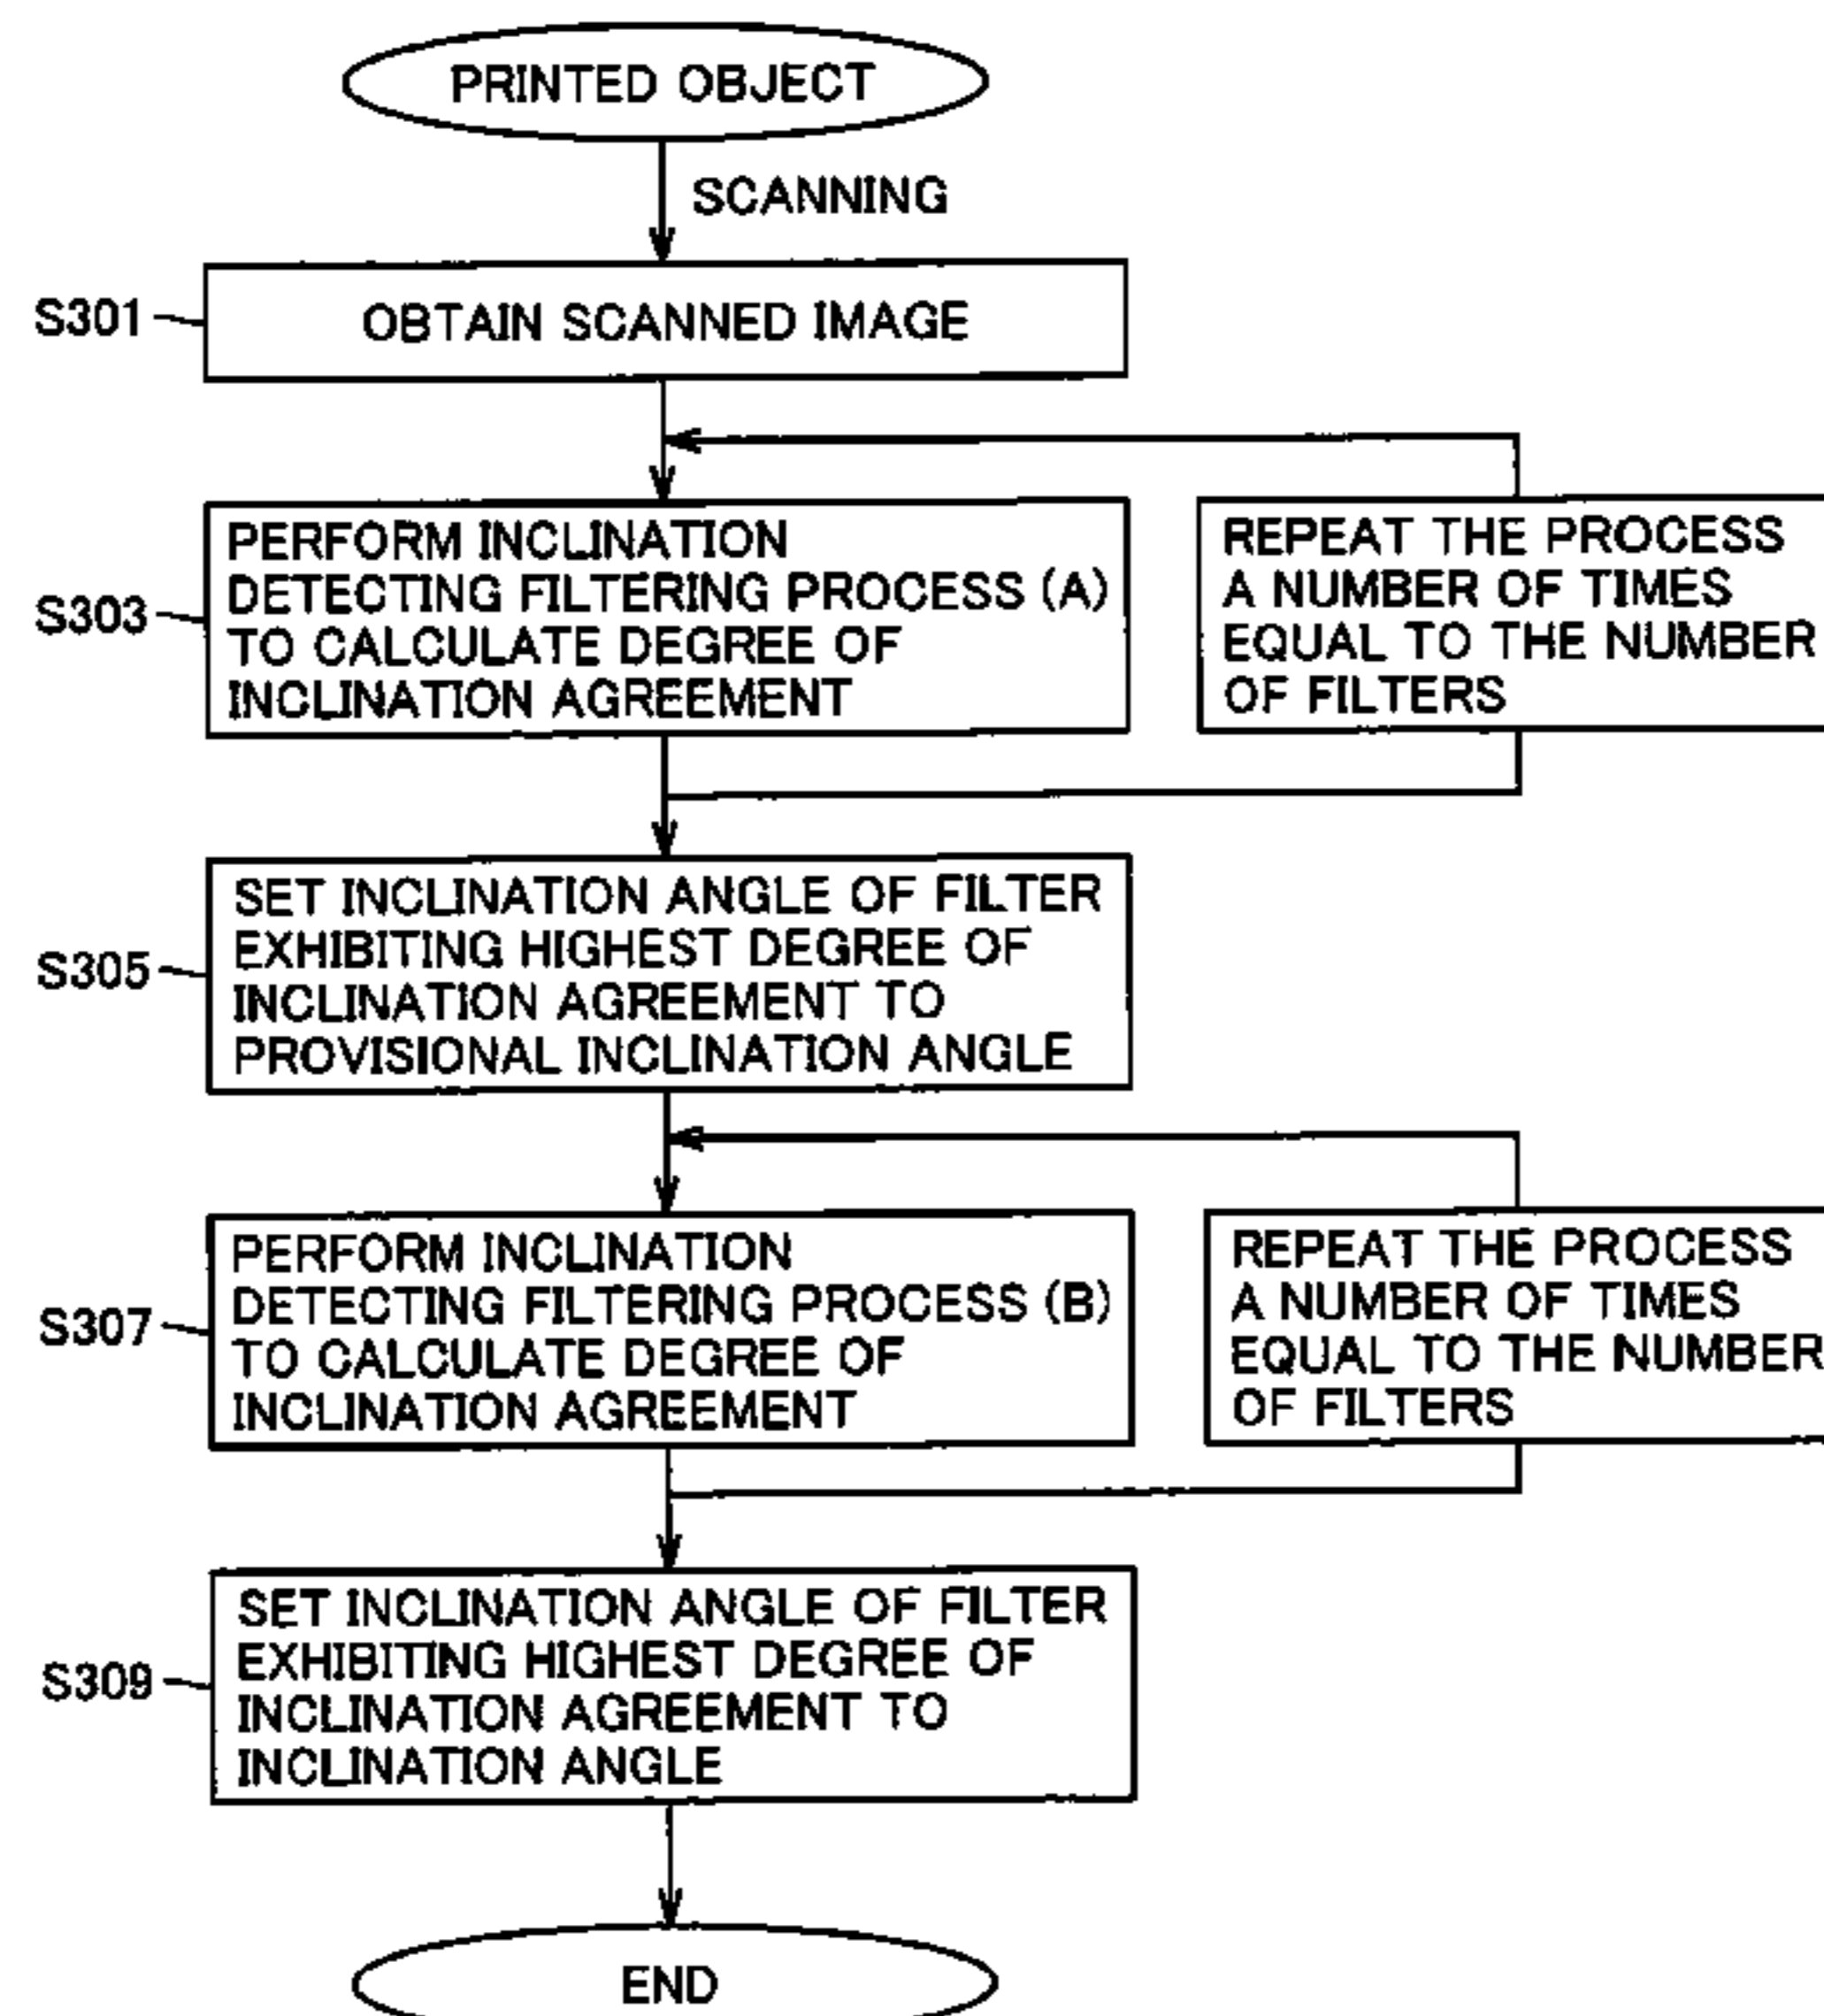 PRINTED OBJECT
SCANNING
S301
OBTAIN SCANNED IMAGE
S303
PERFORM INCLINATION
DETECTING FILTERING PROCESS (A)
TO CALCULATE DEGREE OF
INCLINATION AGREEMENT
REPEAT THE PROCESS
A NUMBER OF TIMES
EQUAL TO THE NUMBER
OF FILTERS
S305
SET INCLINATION ANGLE OF FILTER
EXHIBITING HIGHEST DEGREE OF
INCLINATION AGREEMENT TO
PROVISIONAL INCLINATION ANGLE
S307
PERFORM INCLINATION
DETECTING FILTERING PROCESS (B)
TO CALCULATE DEGREE OF
INCLINATION AGREEMENT
REPEAT THE PROCESS
A NUMBER OF TIMES
EQUAL TO THE NUMBER
OF FILTERS
S309
SET INCLINATION ANGLE OF FILTER
EXHIBITING HIGHEST DEGREE OF
INCLINATION AGREEMENT TO
INCLINATION ANGLE
END